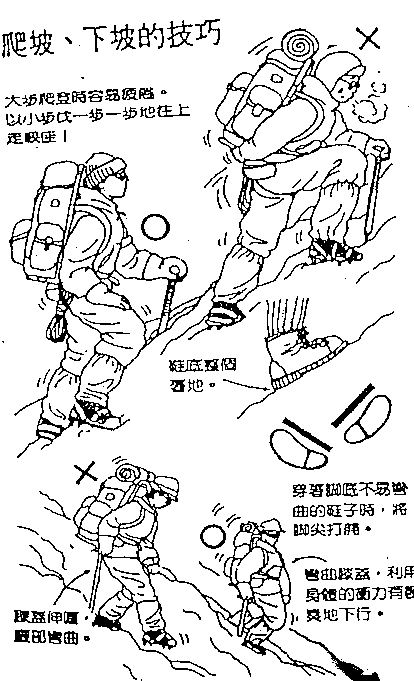 爬坡、下坡的技巧
大步爬登時容易疲勞。
以小步伐一步一步地往上
走較佳!
鞋底整個
著地。
穿著腳底不易彎
曲的鞋子時,將
腳尖打開。
膝蓋伸直,
腰部彎曲。
彎曲膝蓋,利用
身體的衝力有
地下行。